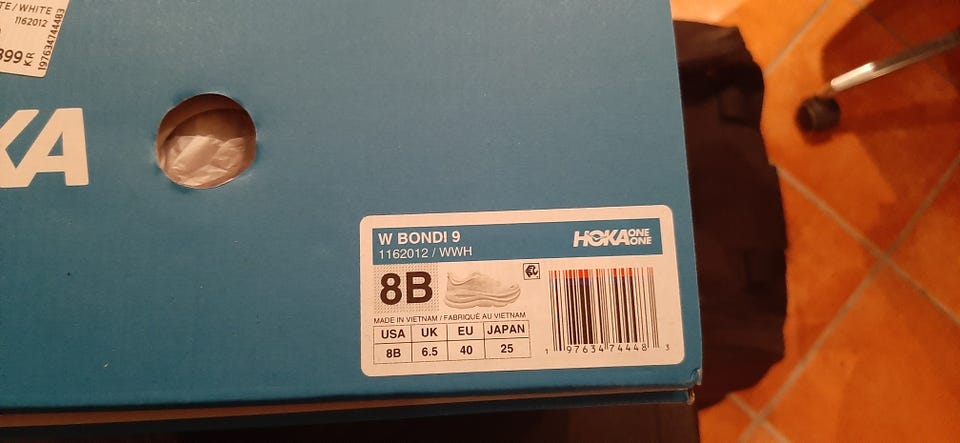 TE/WHITE
1162012
399 KR
197634744483
KA
W BONDI 9
HOKA ONE ONE
1162012 / WWH
8B
MADE IN VIETNAM / FABRIQUÉ AU VIETNAM
USA UK EU JAPAN
8B 6.5 40 25
1 97634 74448 3